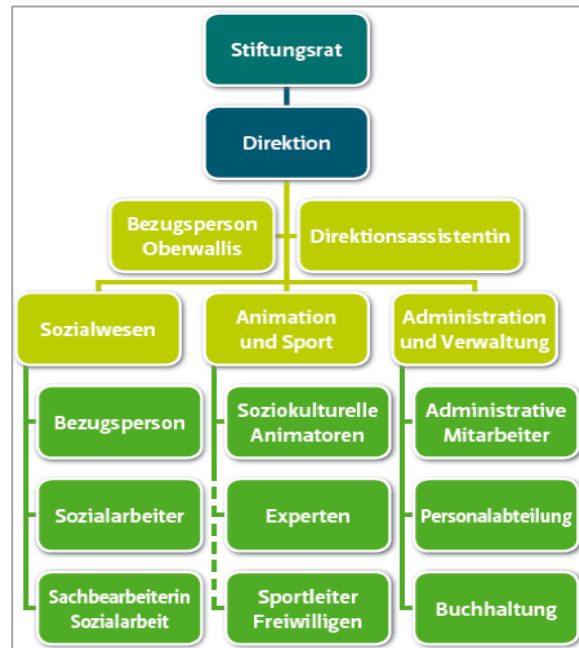 Stiftungsrat
Direktion
Bezugsperson
Oberwallis
Direktionsassistentin
Sozialwesen
Animation
und Sport
Administration
und Verwaltung
Bezugsperson
Soziokulturelle
Animatoren
Administrative
Mitarbeiter
Sozialarbeiter
Experten
Personalabteilung
Sachbearbeiterin
Sozialarbeit
Sportleiter
Freiwilligen
Buchhaltung